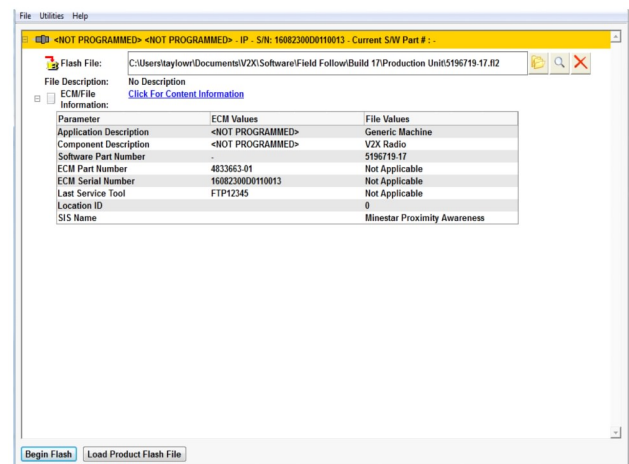 File Utilities Help
<NOT PROGRAMMED> <NOT PROGRAMMED> - IP - S/N: 16082300D0110013 - Current S/W Part # : -
Flash File: C:\Users\taylowr\Documents\V2X\Software\Field Follow\Build 17\Production Unit\5196719-17.fl2
File Description: No Description
ECM/File Information: Click For Content Information
Parameter ECM Values File Values
Application Description <NOT PROGRAMMED> Generic Machine
Component Description <NOT PROGRAMMED> V2X Radio
Software Part Number - 5196719-17
ECM Part Number 4833663-01 Not Applicable
ECM Serial Number 16082300D0110013 Not Applicable
Last Service Tool FTP12345 Not Applicable
Location ID 0
SIS Name Minestar Proximity Awareness
Begin Flash Load Product Flash File